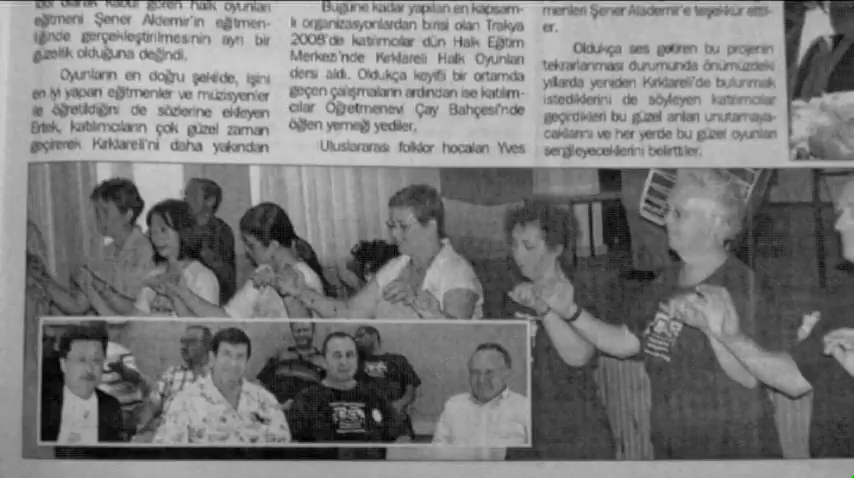 gören halk oyunları
eğitmeni Şener Aldemir'in eğitmen-
liğinde gerçekleştirilmesinin ayrı bir
güzellik olduğuna değindi.
Oyunların en doğru şekilde, işini
en iyi yapan eğitmenler ve müzisyenler
ile öğretildiğini de sözlerine ekleyen
Ertek, katılımcıların çok güzel zaman
geçirerek Kırklareli'ni daha yakından
Bugüne kadar yapılan en kapsam-
lı organizasyonlardan birisi olan Trakya
2008'de katılımcılar dün Halk Eğitim
Merkezi'nde Kırklareli Halk Oyunları
dersi aldı. Oldukça keyifli bir ortamda
geçen çalışmaların ardından ise katılım-
cılar Öğretmenevi Çay Bahçesi'nde
öğlen yemeği yediler.
Uluslararası folklor hocaları Yves
menleri Şener Alademir'e teşekkür etti-
er.
Oldukça ses getiren bu projenin
tekrarlanması durumunda önümüzdeki
yıllarda yeniden Kırklareli'de bulunmak
istediklerini de söyleyen katılımcılar
geçirdikleri bu güzel anları unutamaya-
caklarını ve her yerde bu güzel oyunları
sergileyeceklerini belirttiler.